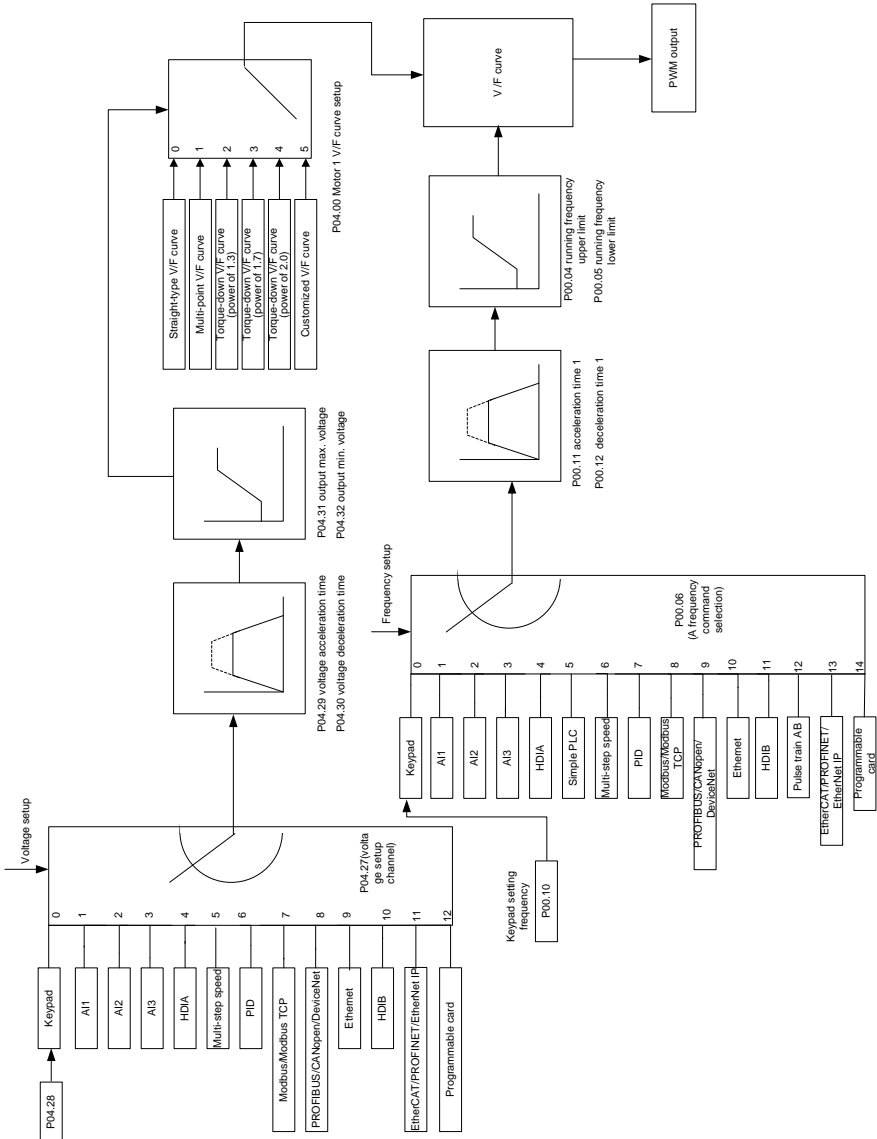 Voltage setup
P04.28
Keypad
AI1
AI2
AI3
HDIA
Multi-step speed
PID
Modbus/Modbus TCP
PROFIBUS/CANopen/DeviceNet
Ethernet
HDIB
EtherCAT/PROFINET/EtherNet IP
Programmable card
0
1
2
3
4
5
6
7
8
9
10
11
12
P04.27(volta
ge setup
channel)
P04.29 voltage acceleration time
P04.30 voltage deceleration time
P04.31 output max. voltage
P04.32 output min. voltage
Straight-type V/F curve
Multi-point V/F curve
Torque-down V/F curve
(power of 1.3)
Torque-down V/F curve
(power of 1.7)
Torque-down V/F curve
(power of 2.0)
Customized V/F curve
0
1
2
3
4
5
P04.00 Motor 1 V/F curve setup
Keypad setting
frequency
P00.10
Frequency setup
Keypad
AI1
AI2
AI3
HDIA
Simple PLC
Multi-step speed
PID
Modbus/Modbus
TCP
PROFIBUS/CANopen/
DeviceNet
Ethernet
HDIB
Pulse train AB
EtherCAT/PROFINET/
EtherNet IP
Programmable
card
0
1
2
3
4
5
6
7
8
9
10
11
12
13
14
P00.06
(A frequency
command
selection)
P00.11 acceleration time 1
P00.12 deceleration time 1
P00.04 running frequency
upper limit
P00.05 running frequency
lower limit
V /F curve
PWM output